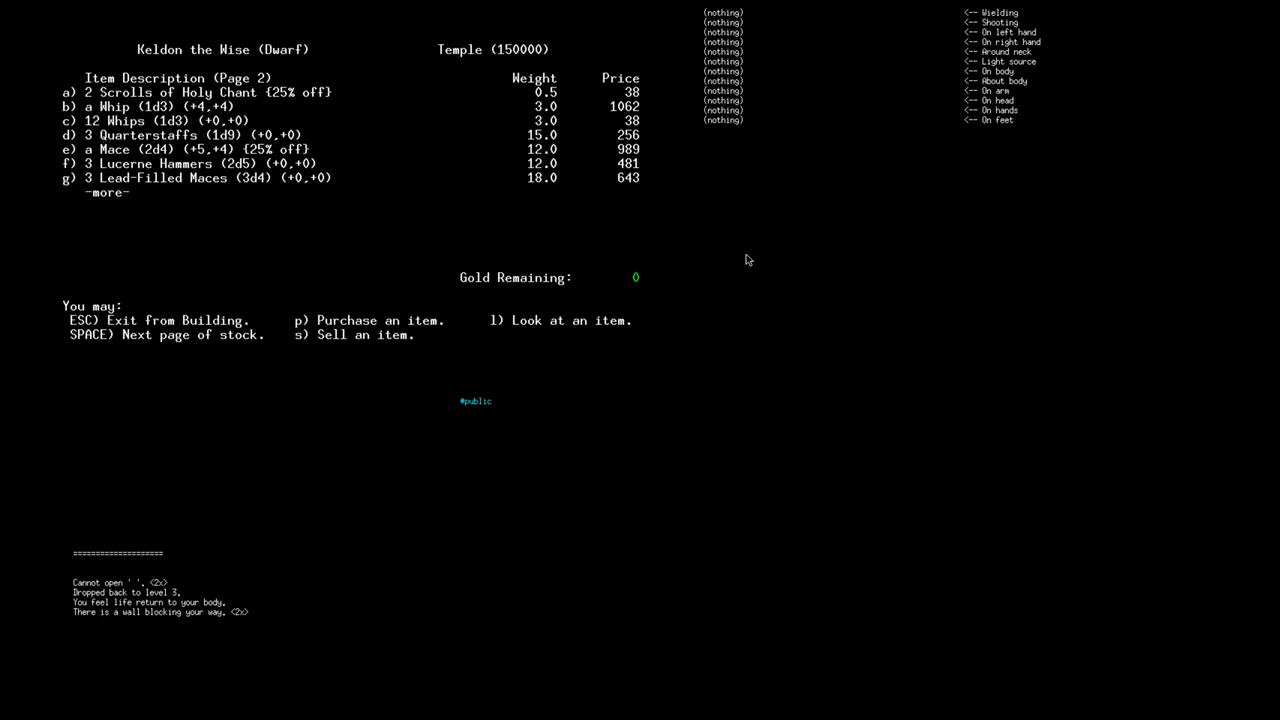 Keldon the Wise (Dwarf) Temple (150000)
Item Description (Page 2) Weight Price
a) 2 Scrolls of Holy Chant {25% off} 0.5 38
b) a Whip (1d3) (+4,+4) 3.0 1062
c) 12 Whips (1d3) (+0,+0) 3.0 38
d) 3 Quarterstaffs (1d9) (+0,+0) 15.0 256
e) a Mace (2d4) (+5,+4) {25% off} 12.0 989
f) 3 Lucerne Hammers (2d5) (+0,+0) 12.0 481
g) 3 Lead-Filled Maces (3d4) (+0,+0) 18.0 643
-more-
Gold Remaining: 0
You may:
ESC) Exit from Building. p) Purchase an item. l) Look at an item.
SPACE) Next page of stock. s) Sell an item.
#public
====================
Cannot open ' '. <2x>
Dropped back to level 3.
You feel life return to your body.
There is a wall blocking your way. <2x>
(nothing) <-- Wielding
(nothing) <-- Shooting
(nothing) <-- On left hand
(nothing) <-- On right hand
(nothing) <-- Around neck
(nothing) <-- Light source
(nothing) <-- On body
(nothing) <-- About body
(nothing) <-- On arm
(nothing) <-- On head
(nothing) <-- On hands
(nothing) <-- On feet